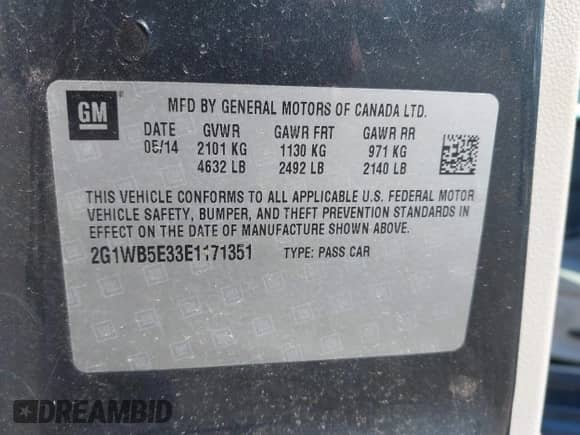 GM
MFD BY GENERAL MOTORS OF CANADA LTD.
DATE GVWR GAWR FRT GAWR RR
05/14 2101 KG 1130 KG 971 KG
4632 LB 2492 LB 2140 LB
THIS VEHICLE CONFORMS TO ALL APPLICABLE U.S. FEDERAL MOTOR
VEHICLE SAFETY, BUMPER, AND THEFT PREVENTION STANDARDS IN
EFFECT ON THE DATE OF MANUFACTURE SHOWN ABOVE.
2G1WB5E33E1171351 TYPE: PASS CAR
DREAMBID